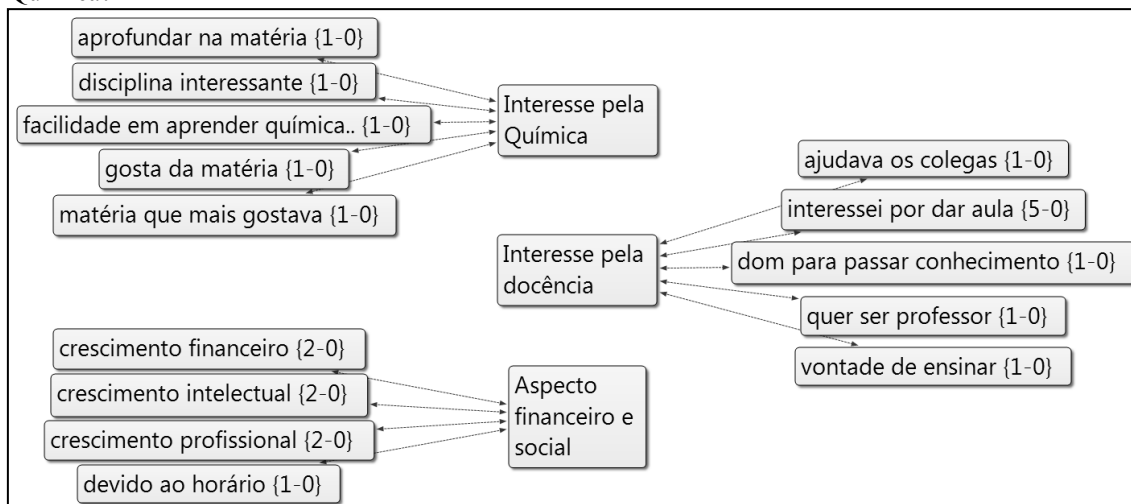 aprofundar na matéria {1-0}
disciplina interessante {1-0}
facilidade em aprender química.. {1-0}
gosta da matéria {1-0}
matéria que mais gostava {1-0}
Interesse pela
Química
ajudava os colegas {1-0}
interessei por dar aula {5-0}
dom para passar conhecimento {1-0}
quer ser professor {1-0}
vontade de ensinar {1-0}
Interesse pela
docência
crescimento financeiro {2-0}
crescimento intelectual {2-0}
crescimento profissional {2-0}
devido ao horário {1-0}
Aspecto
financeiro e
social